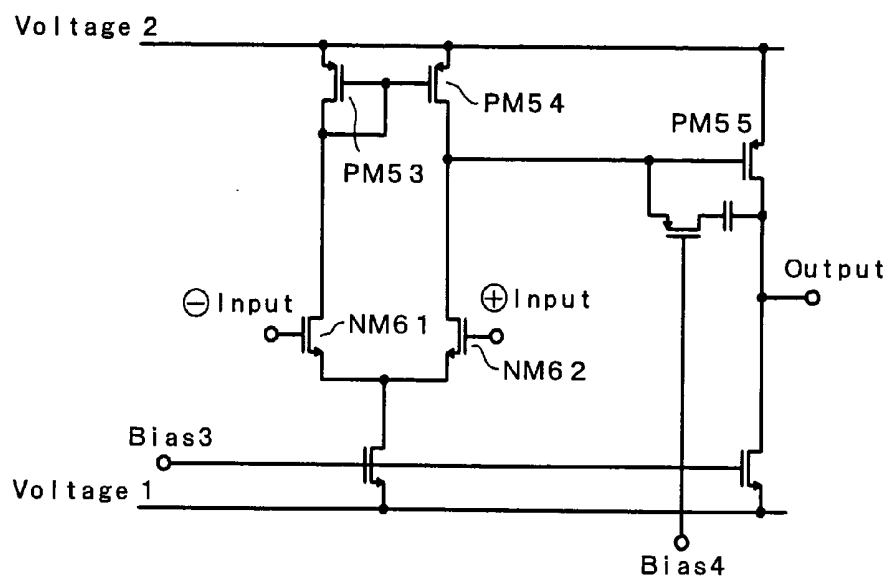 Voltage 2
PM54
PM55
PM53
⊖Input
⊕Input
Output
NM61
NM62
Bias3
Voltage 1
Bias4